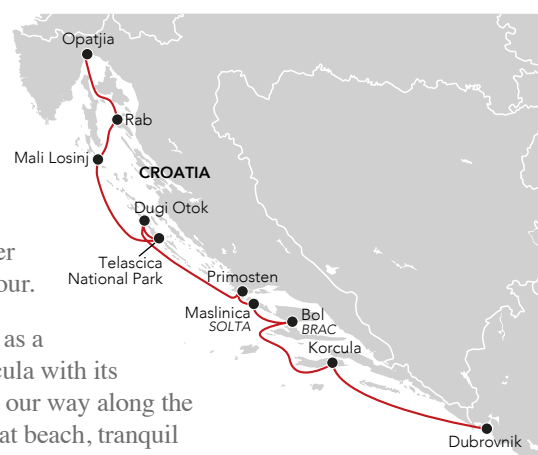 Opatjia
Rab
Mali Losinj
CROATIA
Dugi Otok
Telascica
National Park
Primosten
Maslinica
SOLTA
Bol
BRAC
Korcula
Dubrovnik
er
our.
as a
cula with its
our way along the
at beach, tranquil